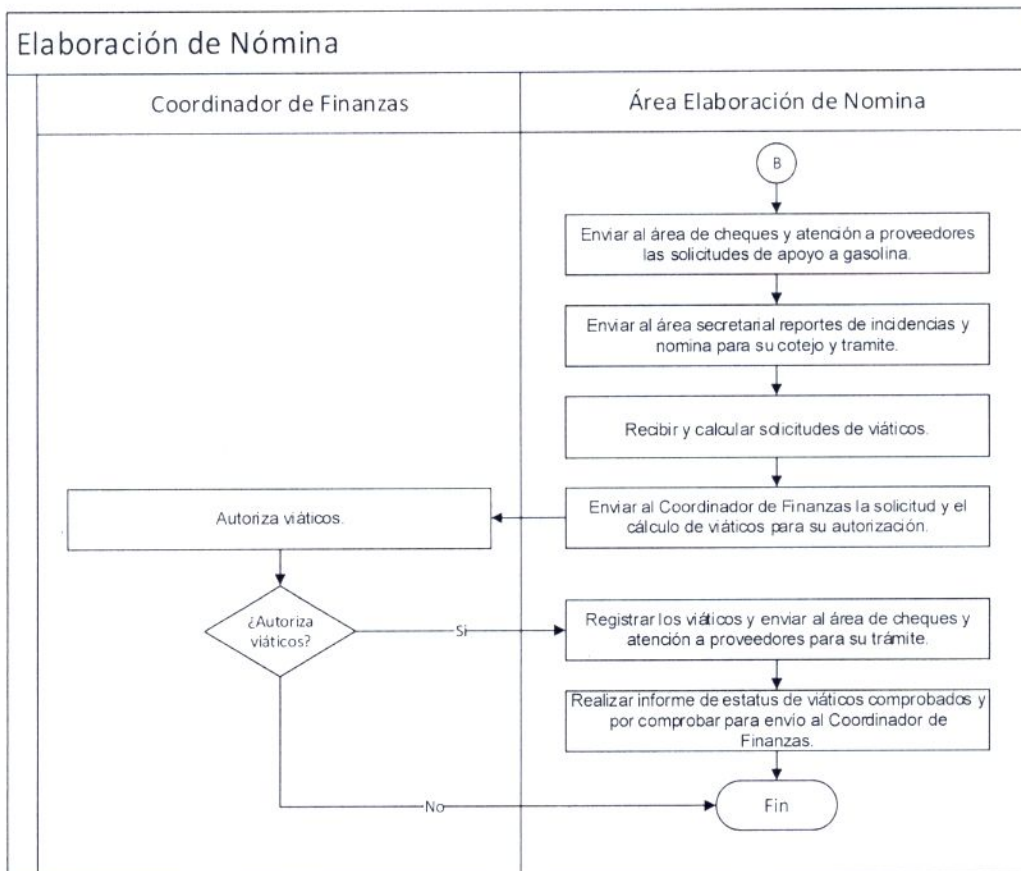 Elaboración de Nómina
Coordinador de Finanzas
Área Elaboración de Nomina
B
Enviar al área de cheques y atención a proveedores
las solicitudes de apoyo a gasolina.
Enviar al área secretarial reportes de incidencias y
nomina para su cotejo y tramite.
Recibir y calcular solicitudes de viáticos.
Autoriza viáticos.
Enviar al Coordinador de Finanzas la solicitud y el
cálculo de viáticos para su autorización.
¿Autoriza
viáticos?
Sí
Registrar los viáticos y enviar al área de cheques y
atención a proveedores para su trámite.
Realizar informe de estatus de viáticos comprobados y
por comprobar para envío al Coordinador de
Finanzas.
No
Fin